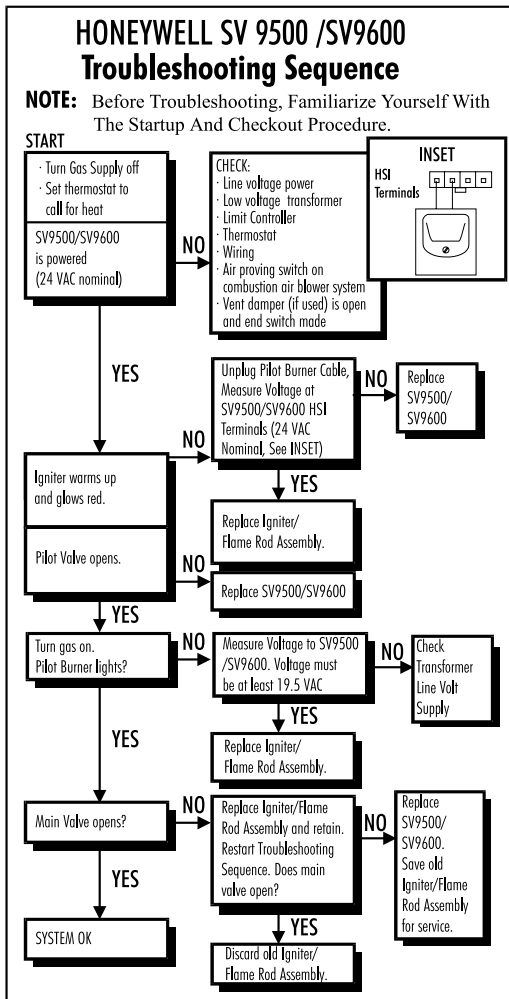 HONEYWELL SV 9500 /SV9600
Troubleshooting Sequence
NOTE: Before Troubleshooting, Familiarize Yourself With
The Startup And Checkout Procedure.
START
· Turn Gas Supply off
· Set thermostat to
call for heat
SV9500/SV9600
is powered
(24 VAC nominal)
NO
CHECK:
· Line voltage power
· Low voltage transformer
· Limit Controller
· Thermostat
· Wiring
· Air proving switch on
combustion air blower system
· Vent damper (if used) is open
and end switch made
INSET
HSI
Terminals
YES
Igniter warms up
and glows red.
NO
Unplug Pilot Burner Cable,
Measure Voltage at
SV9500/SV9600 HSI
Terminals (24 VAC
Nominal, See INSET)
NO
Replace
SV9500/
SV9600
YES
Replace Igniter/
Flame Rod Assembly.
Pilot Valve opens.
NO
Replace SV9500/SV9600
YES
Turn gas on.
Pilot Burner lights?
NO
Measure Voltage to SV9500
/SV9600. Voltage must
be at least 19.5 VAC
NO
Check
Transformer
Line Volt
Supply
YES
Replace Igniter/
Flame Rod Assembly.
YES
Main Valve opens?
NO
Replace Igniter/Flame
Rod Assembly and retain.
Restart Troubleshooting
Sequence. Does main
valve open?
NO
Replace
SV9500/
SV9600.
Save old
Igniter/Flame
Rod Assembly
for service.
YES
Discard old Igniter/
Flame Rod Assembly.
YES
SYSTEM OK